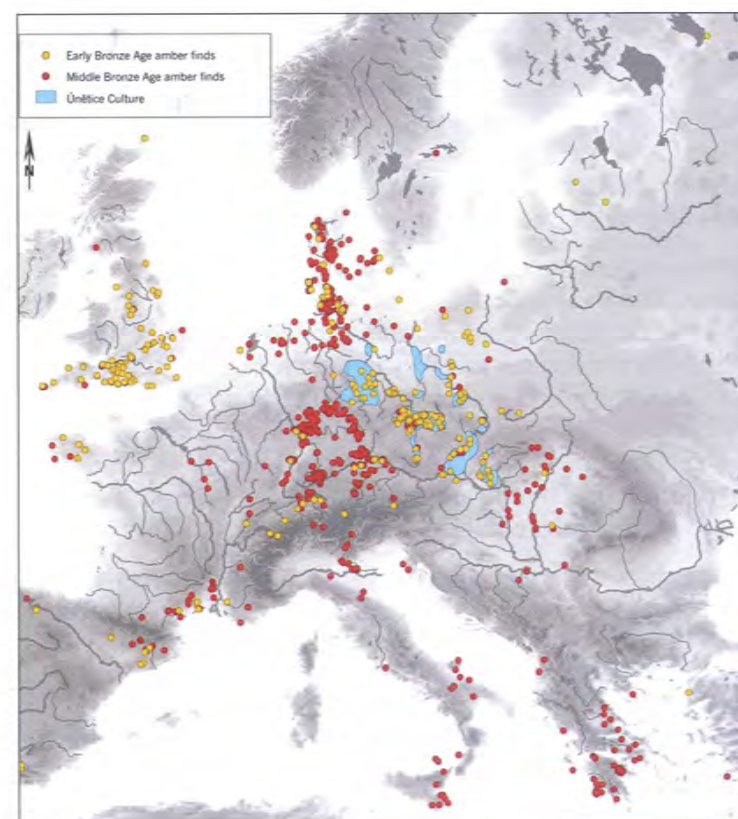 Early Bronze Age amber finds
Middle Bronze Age amber finds
Únětice Culture
N